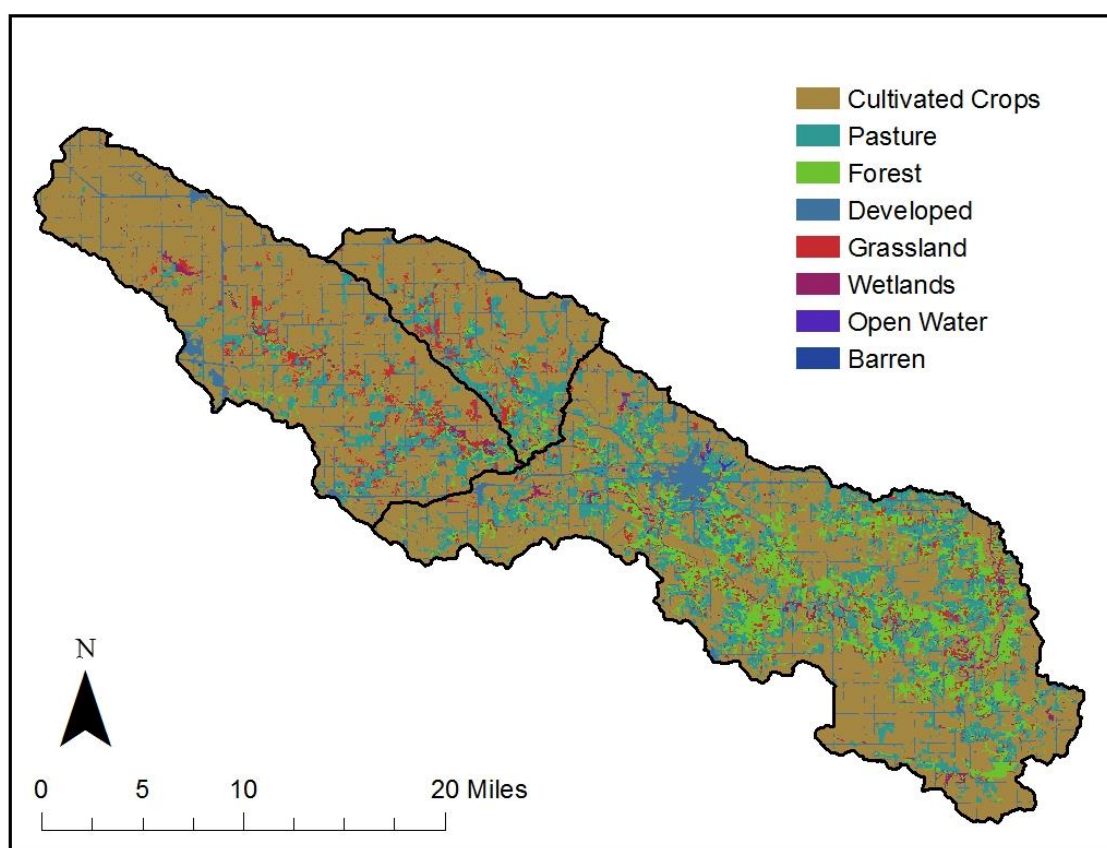 Cultivated Crops
Pasture
Forest
Developed
Grassland
Wetlands
Open Water
Barren
N
0 5 10 20 Miles